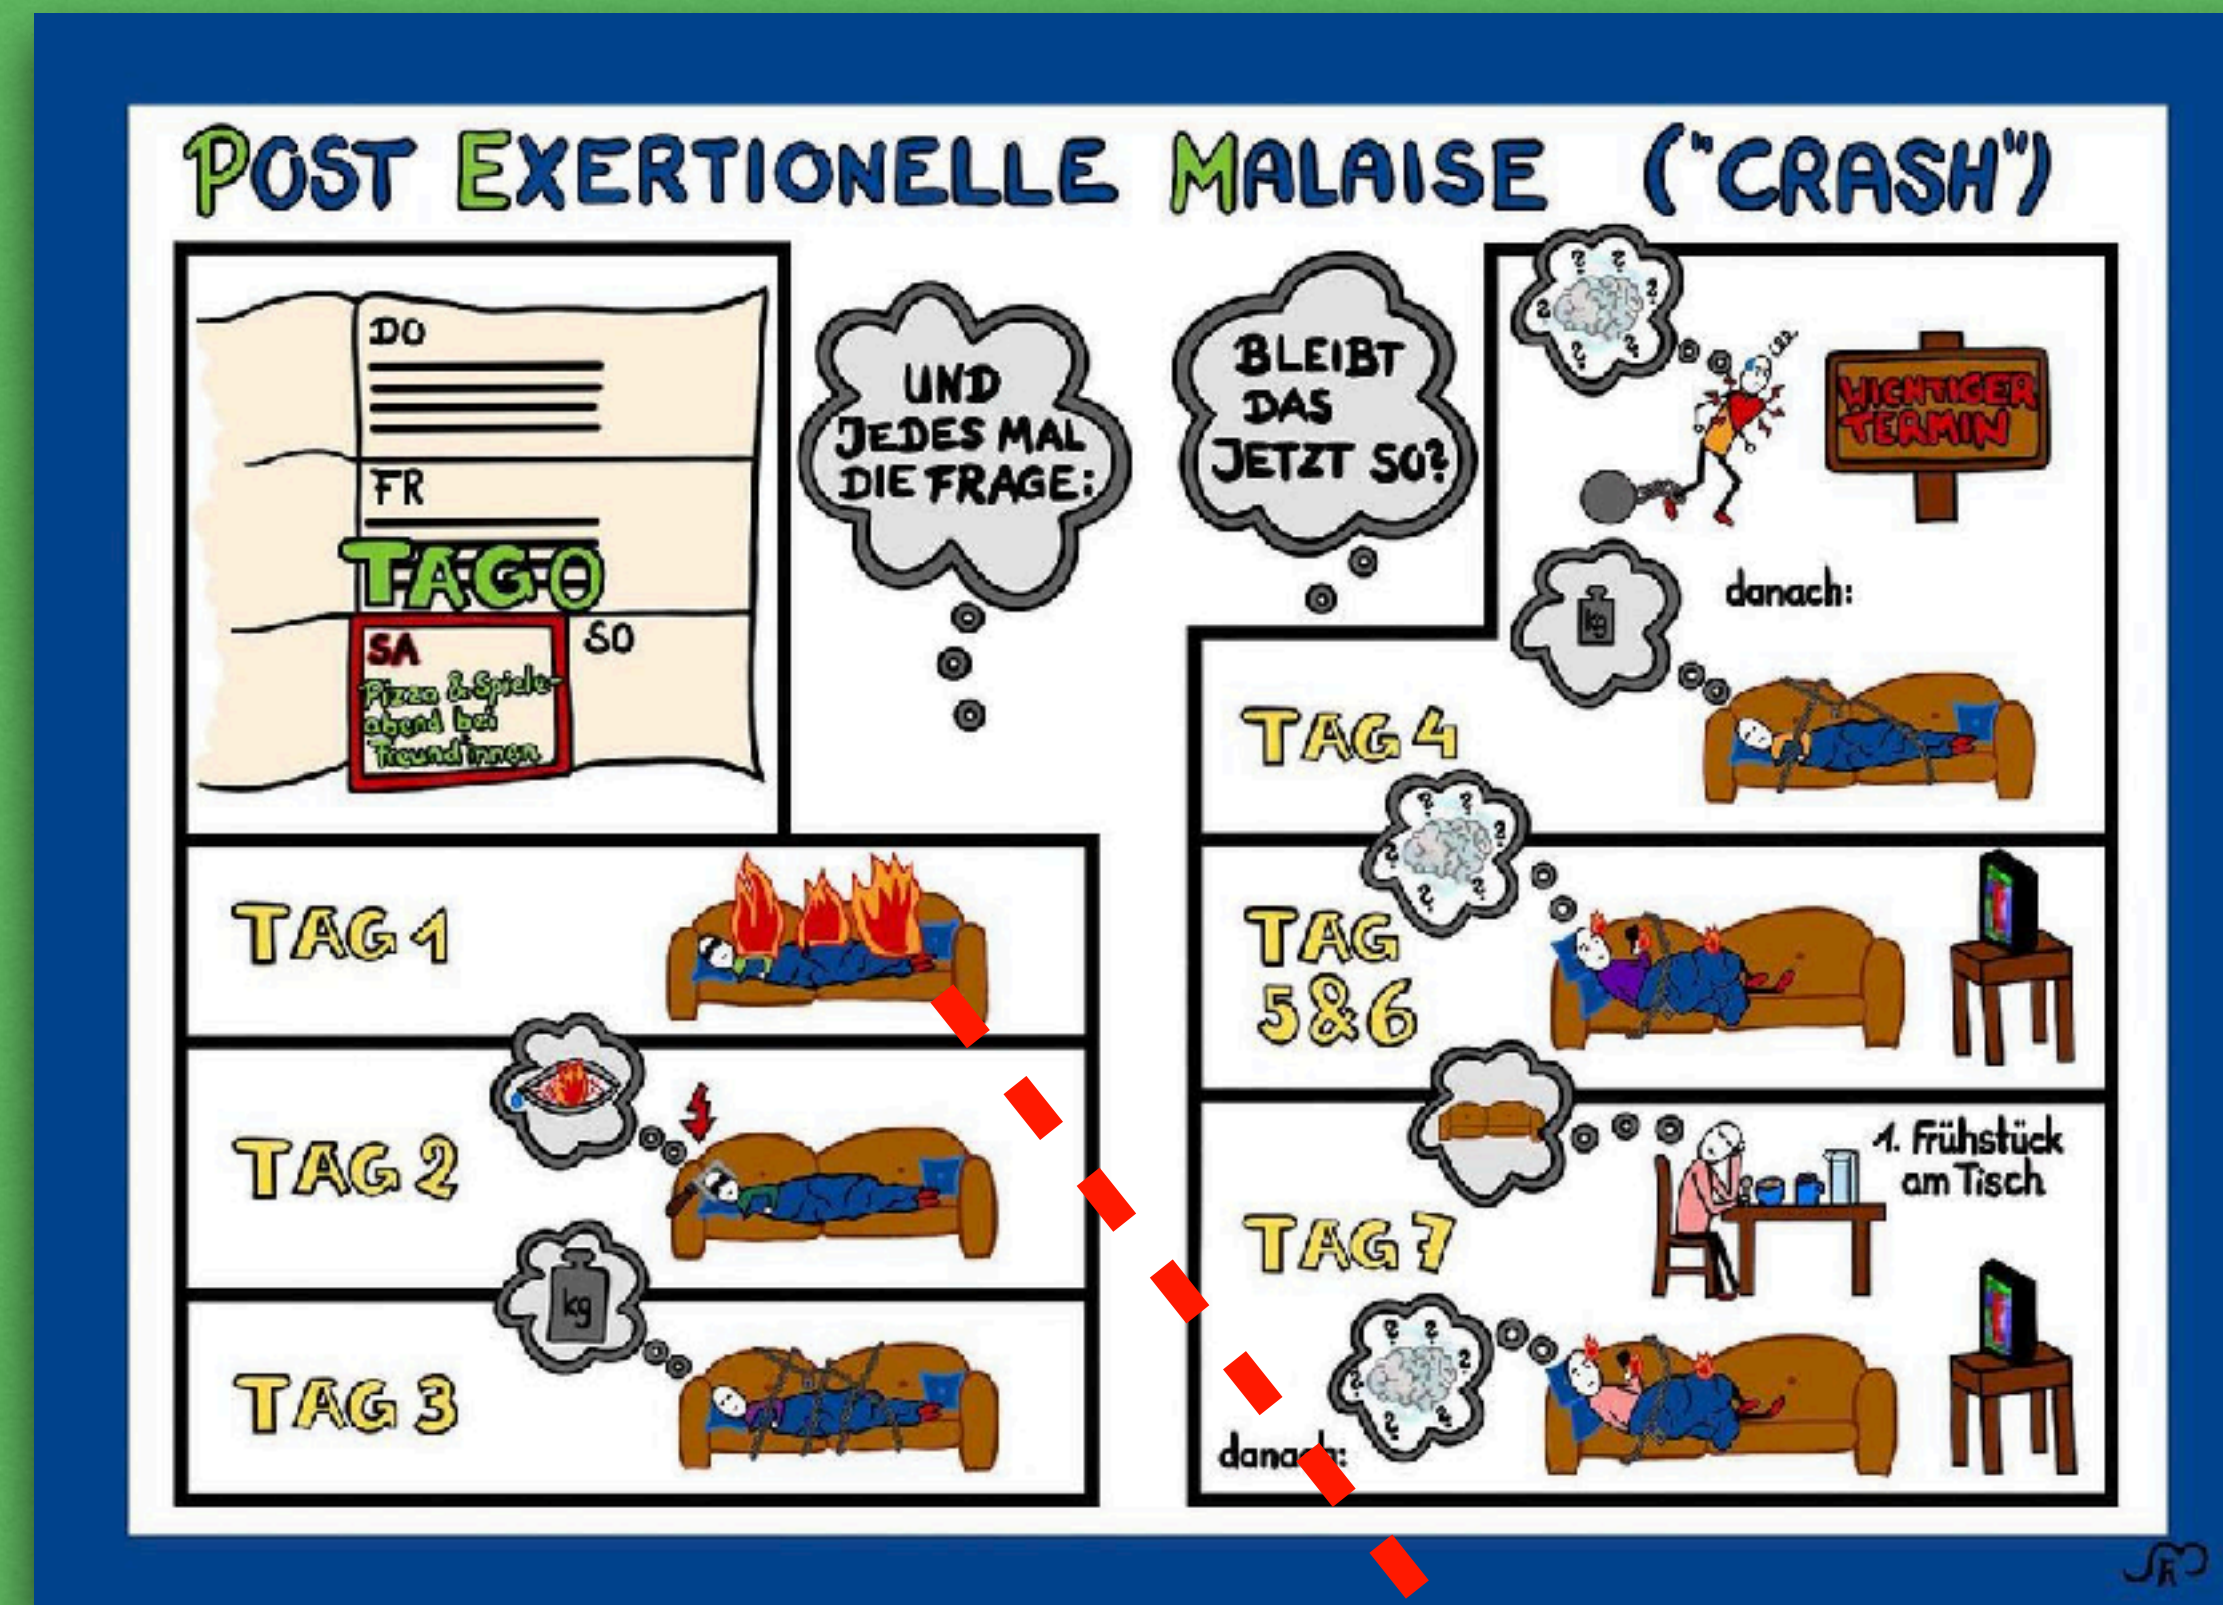 POST EXERTIONELLE MALAISE ("CRASH")
DO
FR
TAG 0
SA
SO
Pizza & Spiele-
abend bei
Freund*innen
UND
JEDES MAL
DIE FRAGE:
BLEIBT
DAS
JETZT SO?
TAG 1
TAG 2
TAG 3
kg
WICHTIGER
TERMIN
danach:
kg
TAG 4
TAG
5&6
TAG 7
1. Frühstück
am Tisch
danach: